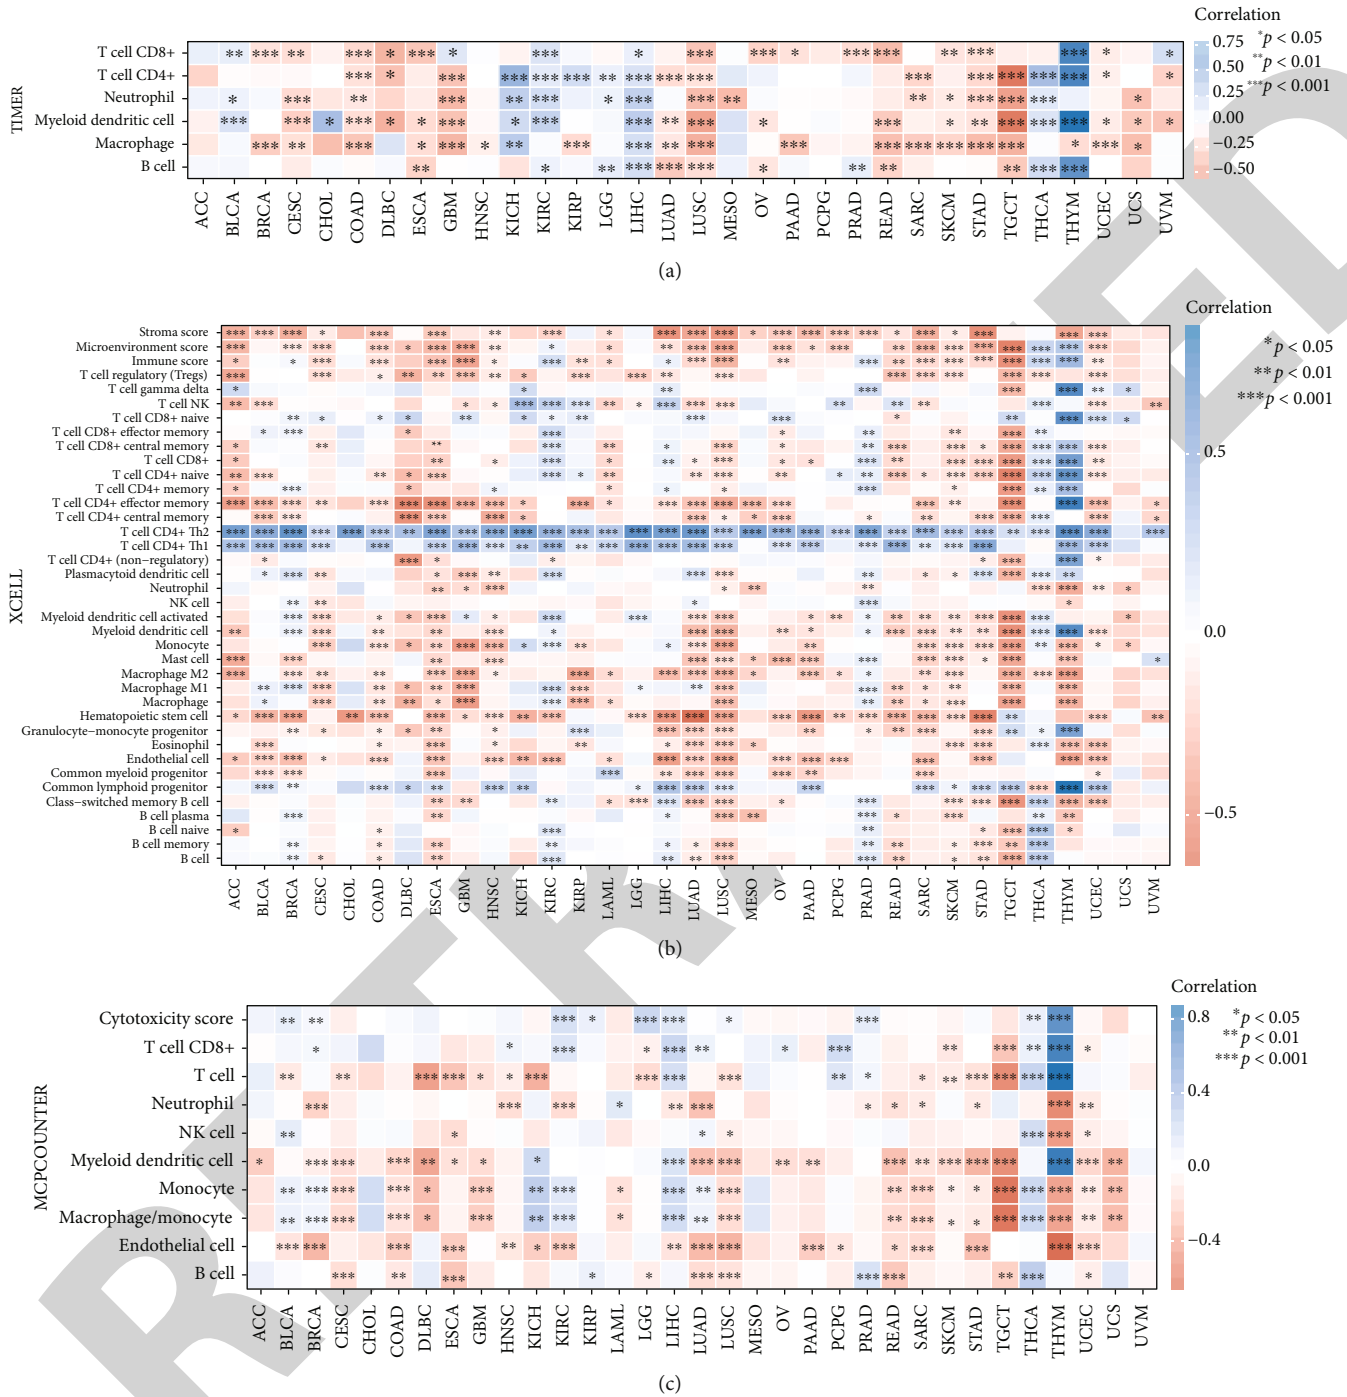 Correlation
*p < 0.05
**p < 0.01
***p < 0.001
0.75
0.50
0.25
0.00
−0.25
−0.50
TIMER
T cell CD8+
T cell CD4+
Neutrophil
Myeloid dendritic cell
Macrophage
B cell
ACC BLCA BRCA CESC CHOL COAD DLBC ESCA GBM HNSC KICH KIRC KIRP LGG LIHC LUAD LUSC MESO OV PAAD PCPG PRAD READ SARC SKCM STAD TGCT THCA THYM UCEC UCS UVM
(a)
Correlation
*p < 0.05
**p < 0.01
***p < 0.001
0.5
0.0
−0.5
XCELL
Stroma score
Microenvironment score
Immune score
T cell regulatory (Tregs)
T cell gamma delta
T cell NK
T cell CD8+ naive
T cell CD8+ effector memory
T cell CD8+ central memory
T cell CD8+
T cell CD4+ naive
T cell CD4+ memory
T cell CD4+ effector memory
T cell CD4+ central memory
T cell CD4+ Th2
T cell CD4+ Th1
T cell CD4+ (non−regulatory)
Plasmacytoid dendritic cell
Neutrophil
NK cell
Myeloid dendritic cell activated
Myeloid dendritic cell
Monocyte
Mast cell
Macrophage M2
Macrophage M1
Macrophage
Hematopoietic stem cell
Granulocyte−monocyte progenitor
Eosinophil
Endothelial cell
Common myeloid progenitor
Common lymphoid progenitor
Class−switched memory B cell
B cell plasma
B cell naive
B cell memory
B cell
ACC BLCA BRCA CESC CHOL COAD DLBC ESCA GBM HNSC KICH KIRC KIRP LAML LGG LIHC LUAD LUSC MESO OV PAAD PCPG PRAD READ SARC SKCM STAD TGCT THCA THYM UCEC UCS UVM
(b)
Correlation
*p < 0.05
**p < 0.01
***p < 0.001
0.8
0.4
0.0
−0.4
MCPCOUNTER
Cytotoxicity score
T cell CD8+
T cell
Neutrophil
NK cell
Myeloid dendritic cell
Monocyte
Macrophage/monocyte
Endothelial cell
B cell
ACC BLCA BRCA CESC CHOL COAD DLBC ESCA GBM HNSC KICH KIRC KIRP LAML LGG LIHC LUAD LUSC MESO OV PAAD PCPG PRAD READ SARC SKCM STAD TGCT THCA THYM UCEC UCS UVM
(c)